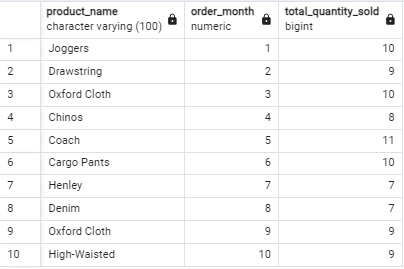 product_name order_month total_quantity_sold
character varying (100) numeric bigint
1 Joggers 1 10
2 Drawstring 2 9
3 Oxford Cloth 3 10
4 Chinos 4 8
5 Coach 5 11
6 Cargo Pants 6 10
7 Henley 7 7
8 Denim 8 7
9 Oxford Cloth 9 9
10 High-Waisted 10 9